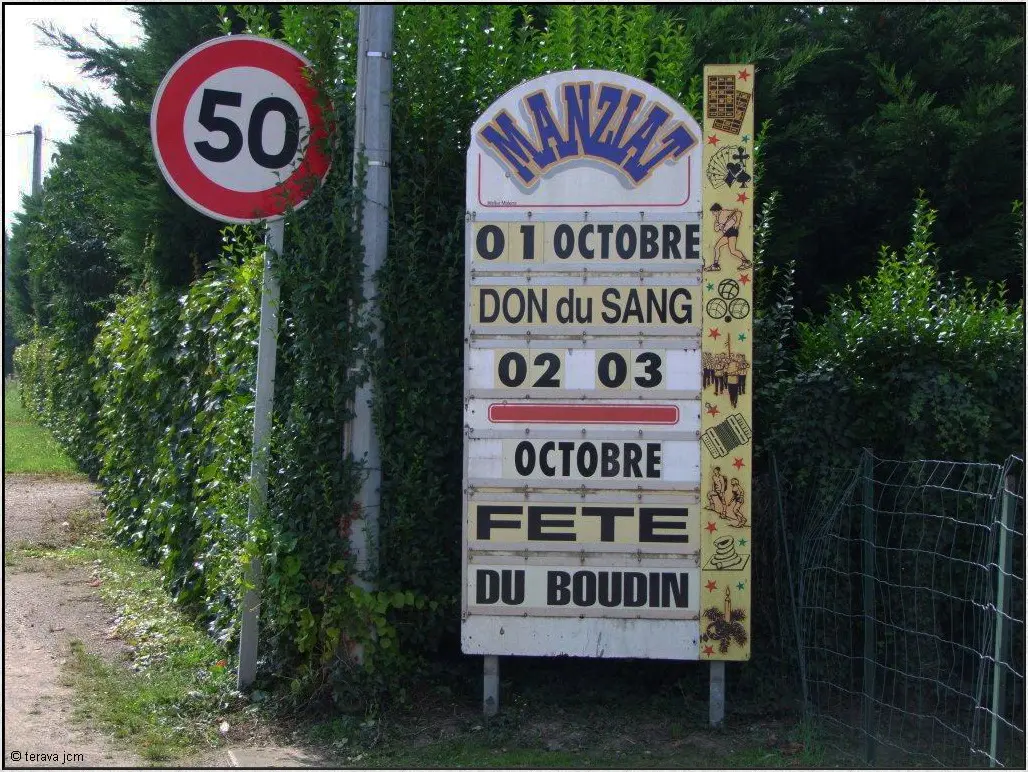 50
MANZIAT
01 OCTOBRE
DON du SANG
02 03
OCTOBRE
FETE
DU BOUDIN
© terava jcm